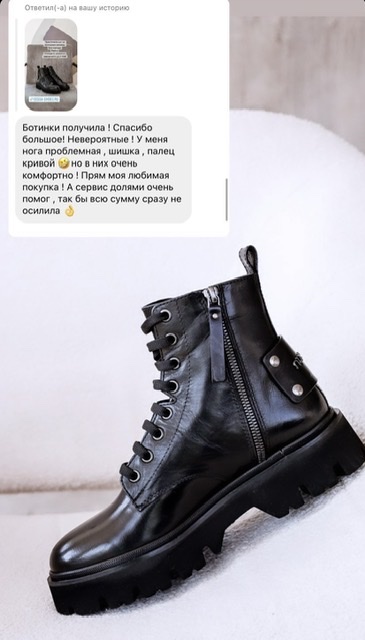 Ответил(-а) на вашу историю
Ботинки получила ! Спасибо
большое! Невероятные ! У меня
нога проблемная , шишка , палец
кривой 🤣 но в них очень
комфортно ! Прям моя любимая
покупка ! А сервис долями очень
помог , так бы всю сумму сразу не
осилила 👌